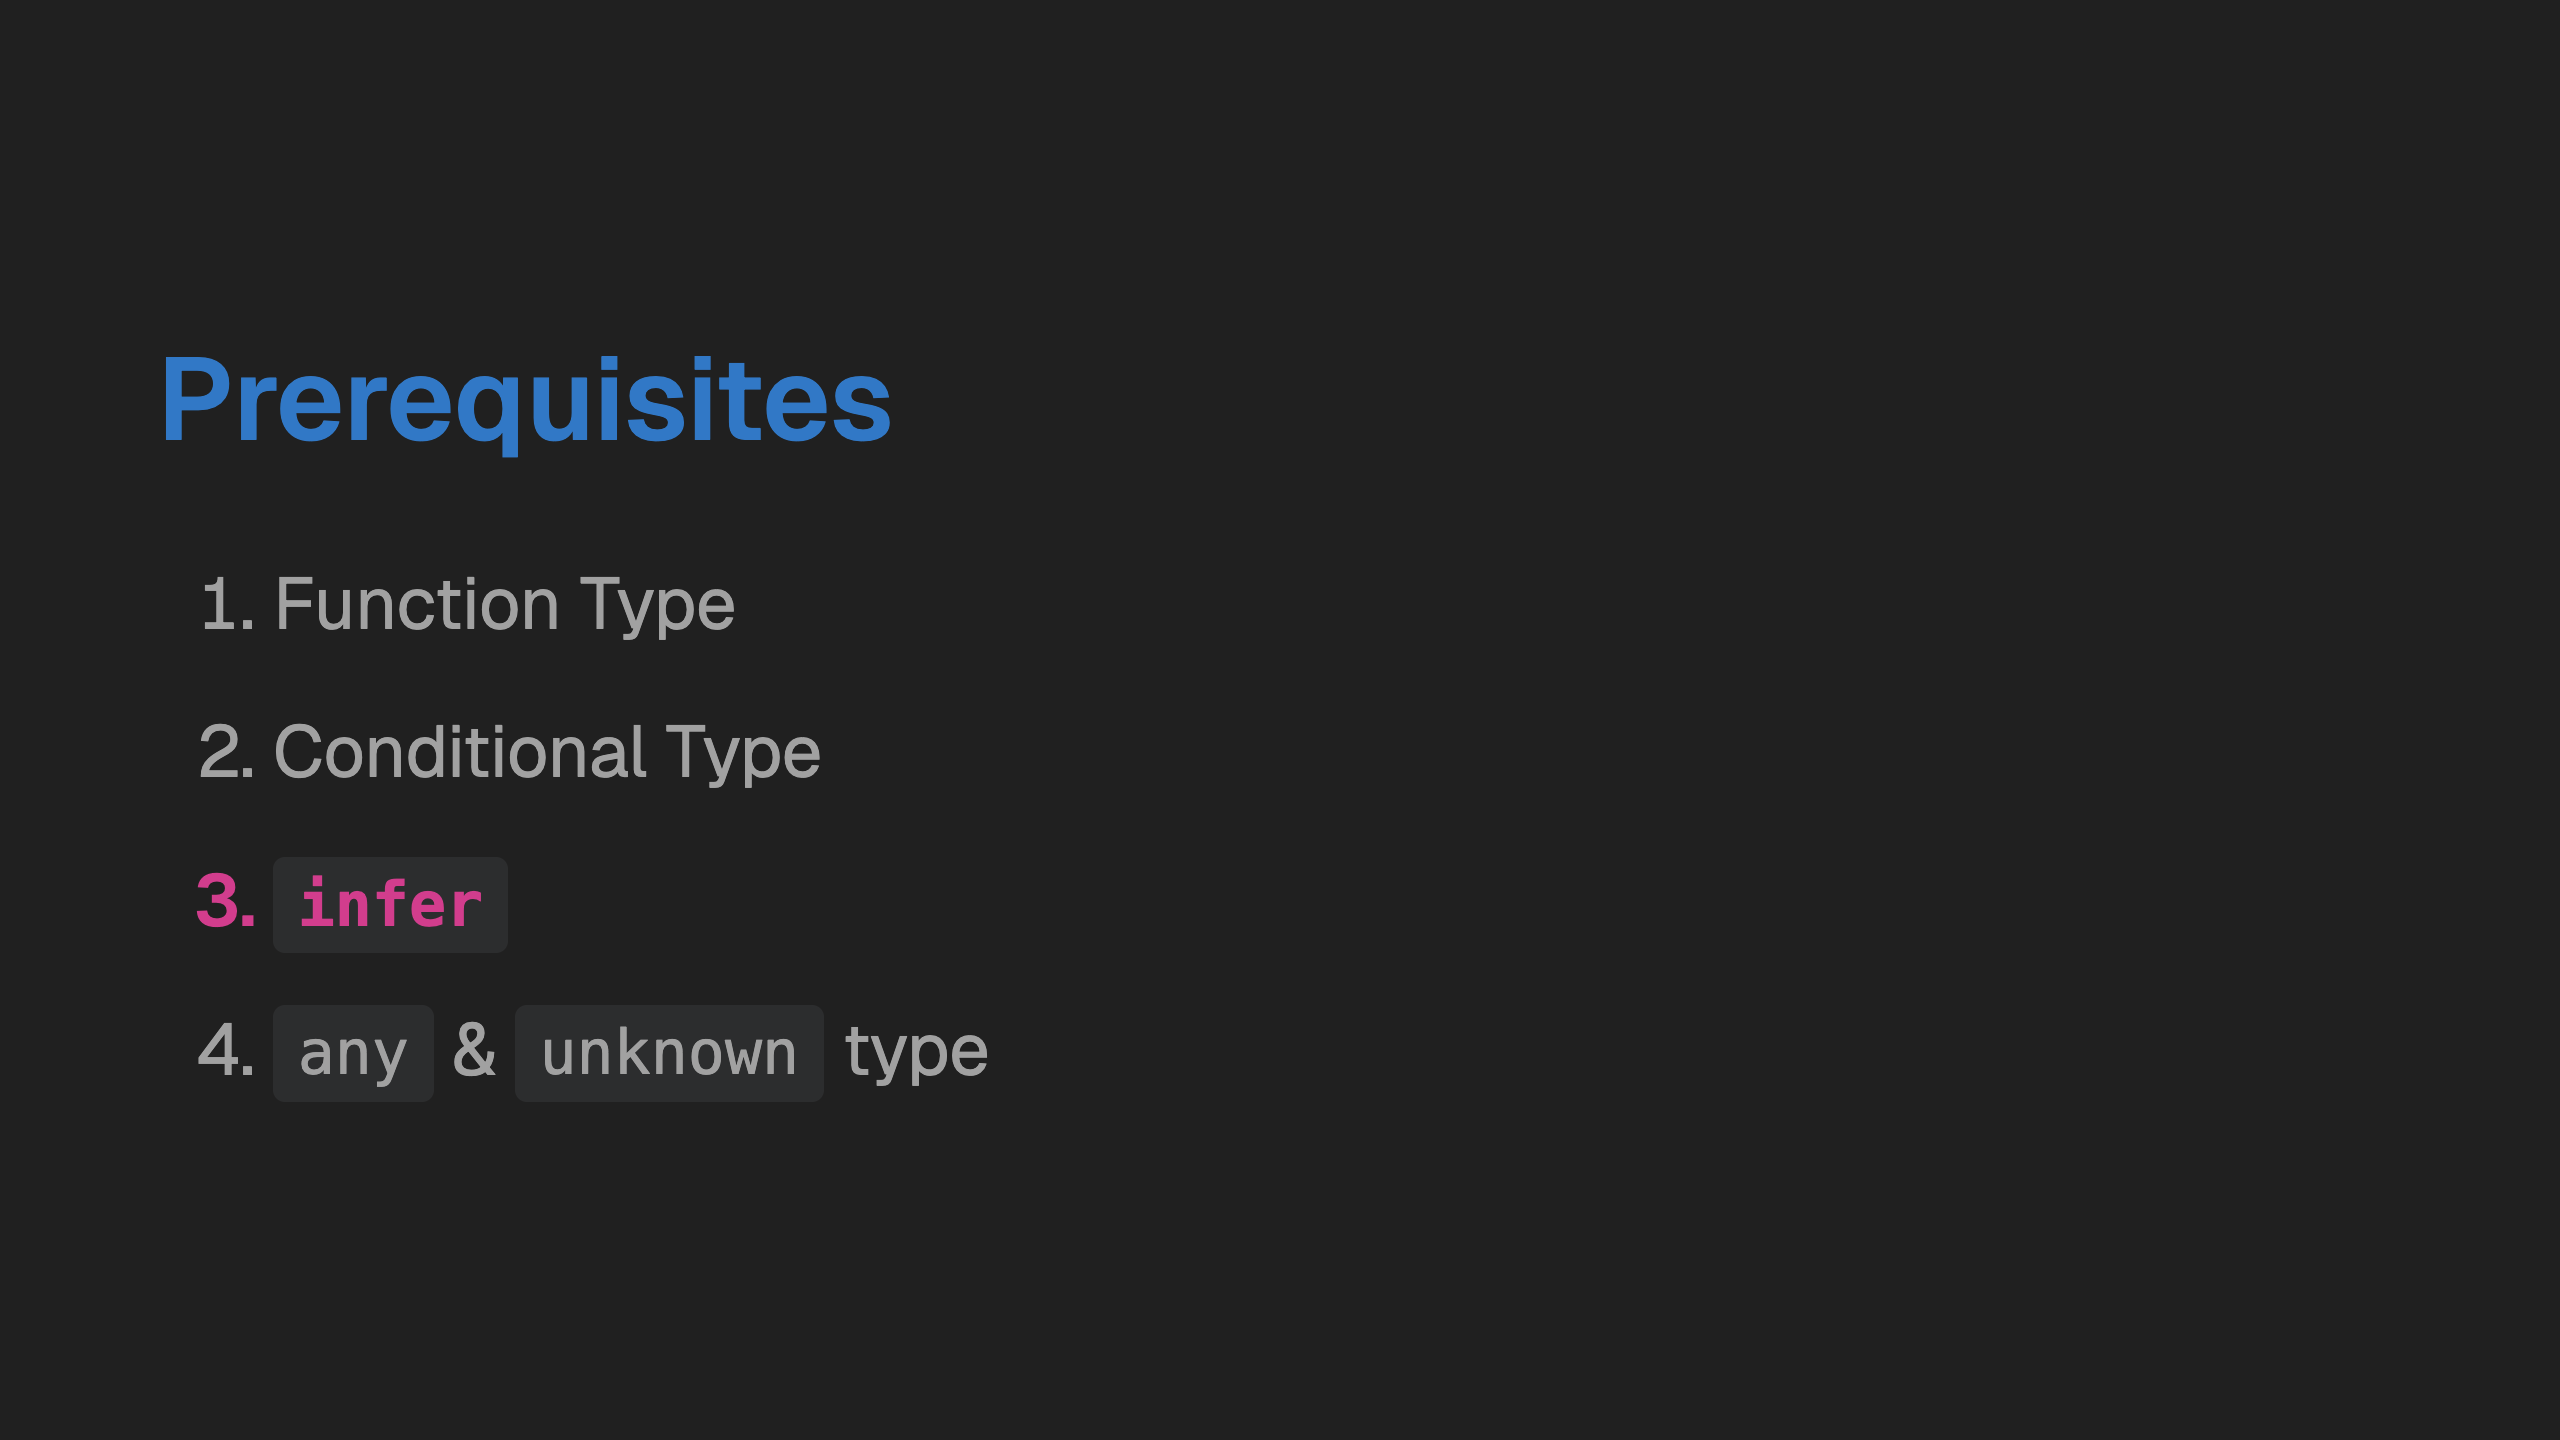 Prerequisites
1. Function Type
2. Conditional Type
3. infer
4. any & unknown type